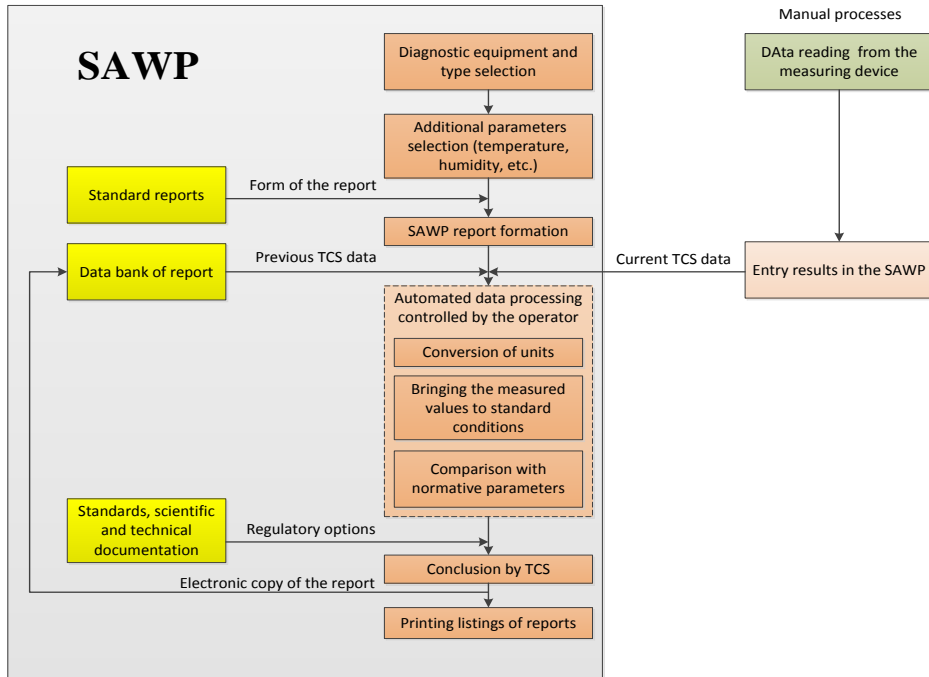 Manual processes
SAWP
Diagnostic equipment and
type selection
DAta reading from the
measuring device
Additional parameters
selection (temperature,
humidity, etc.)
Standard reports
Form of the report
SAWP report formation
Data bank of report
Previous TCS data
Current TCS data
Entry results in the SAWP
Automated data processing
controlled by the operator
Conversion of units
Bringing the measured
values to standard
conditions
Comparison with
normative parameters
Standards, scientific
and technical
documentation
Regulatory options
Conclusion by TCS
Electronic copy of the report
Printing listings of reports